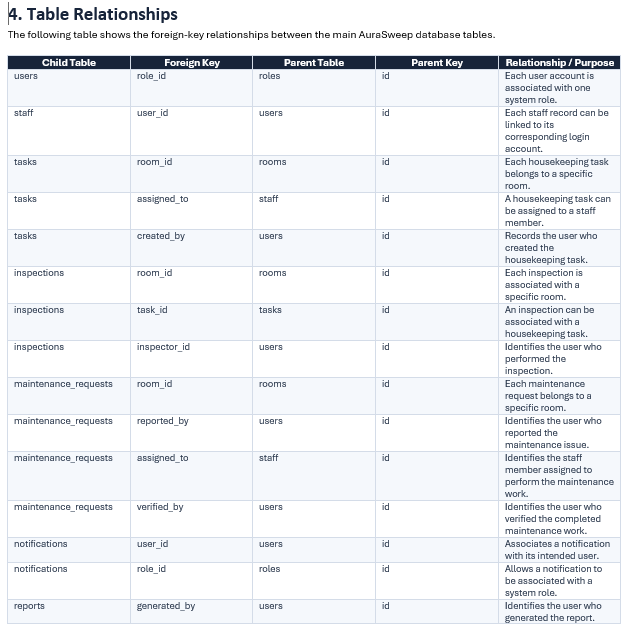 4. Table Relationships
The following table shows the foreign-key relationships between the main AuraSweep database tables.
Child Table Foreign Key Parent Table Parent Key Relationship / Purpose
users role_id roles id Each user account is
associated with one
system role.
staff user_id users id Each staff record can be
linked to its
corresponding login
account.
tasks room_id rooms id Each housekeeping task
belongs to a specific
room.
tasks assigned_to staff id A housekeeping task can
be assigned to a staff
member.
tasks created_by users id Records the user who
created the
housekeeping task.
inspections room_id rooms id Each inspection is
associated with a
specific room.
inspections task_id tasks id An inspection can be
associated with a
housekeeping task.
inspections inspector_id users id Identifies the user who
performed the
inspection.
maintenance_requests room_id rooms id Each maintenance
request belongs to a
specific room.
maintenance_requests reported_by users id Identifies the user who
reported the
maintenance issue.
maintenance_requests assigned_to staff id Identifies the staff
member assigned to
perform the maintenance
work.
maintenance_requests verified_by users id Identifies the user who
verified the completed
maintenance work.
notifications user_id users id Associates a notification
with its intended user.
notifications role_id roles id Allows a notification to
be associated with a
system role.
reports generated_by users id Identifies the user who
generated the report.